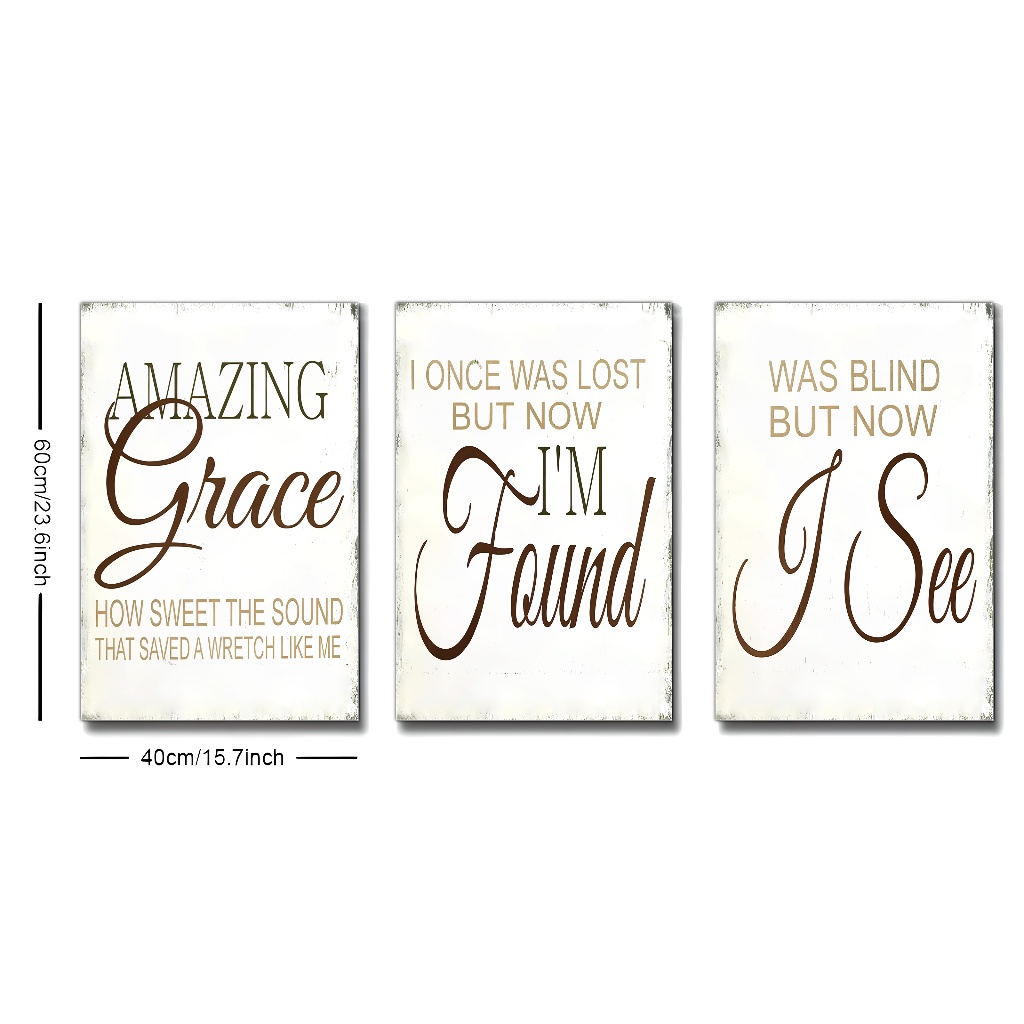 AMAZING
Grace
HOW SWEET THE SOUND
THAT SAVED A WRETCH LIKE ME
I ONCE WAS LOST
BUT NOW
I'M
Found
WAS BLIND
BUT NOW
I See
60cm/23.6inch
40cm/15.7inch